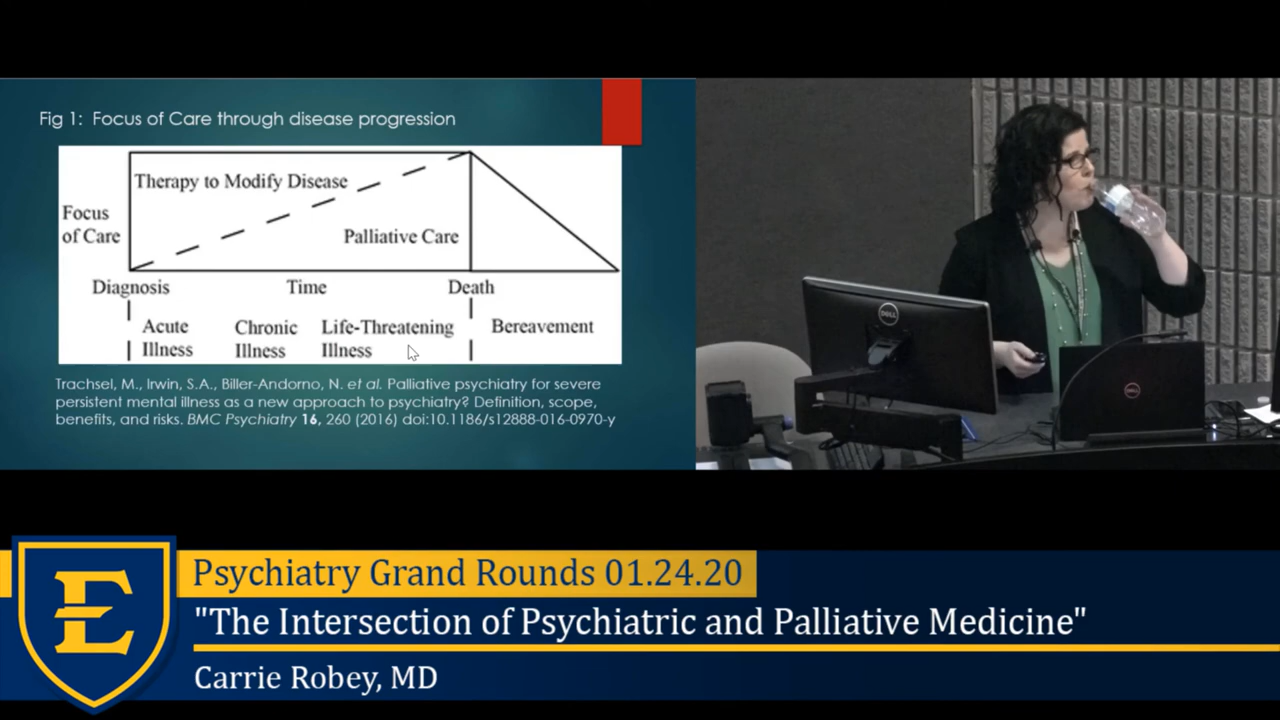 Fig 1: Focus of Care through disease progression
Therapy to Modify Disease
Focus
of Care
Palliative Care
Diagnosis
Time
Death
Acute
Illness
Chronic
Illness
Life-Threatening
Illness
Bereavement
Trachsel, M., Irwin, S.A., Biller-Andorno, N. et al. Palliative psychiatry for severe
persistent mental illness as a new approach to psychiatry? Definition, scope,
benefits, and risks. BMC Psychiatry 16, 260 (2016) doi:10.1186/s12888-016-0970-y
DELL
DELL
E
Psychiatry Grand Rounds 01.24.20
"The Intersection of Psychiatric and Palliative Medicine"
Carrie Robey, MD